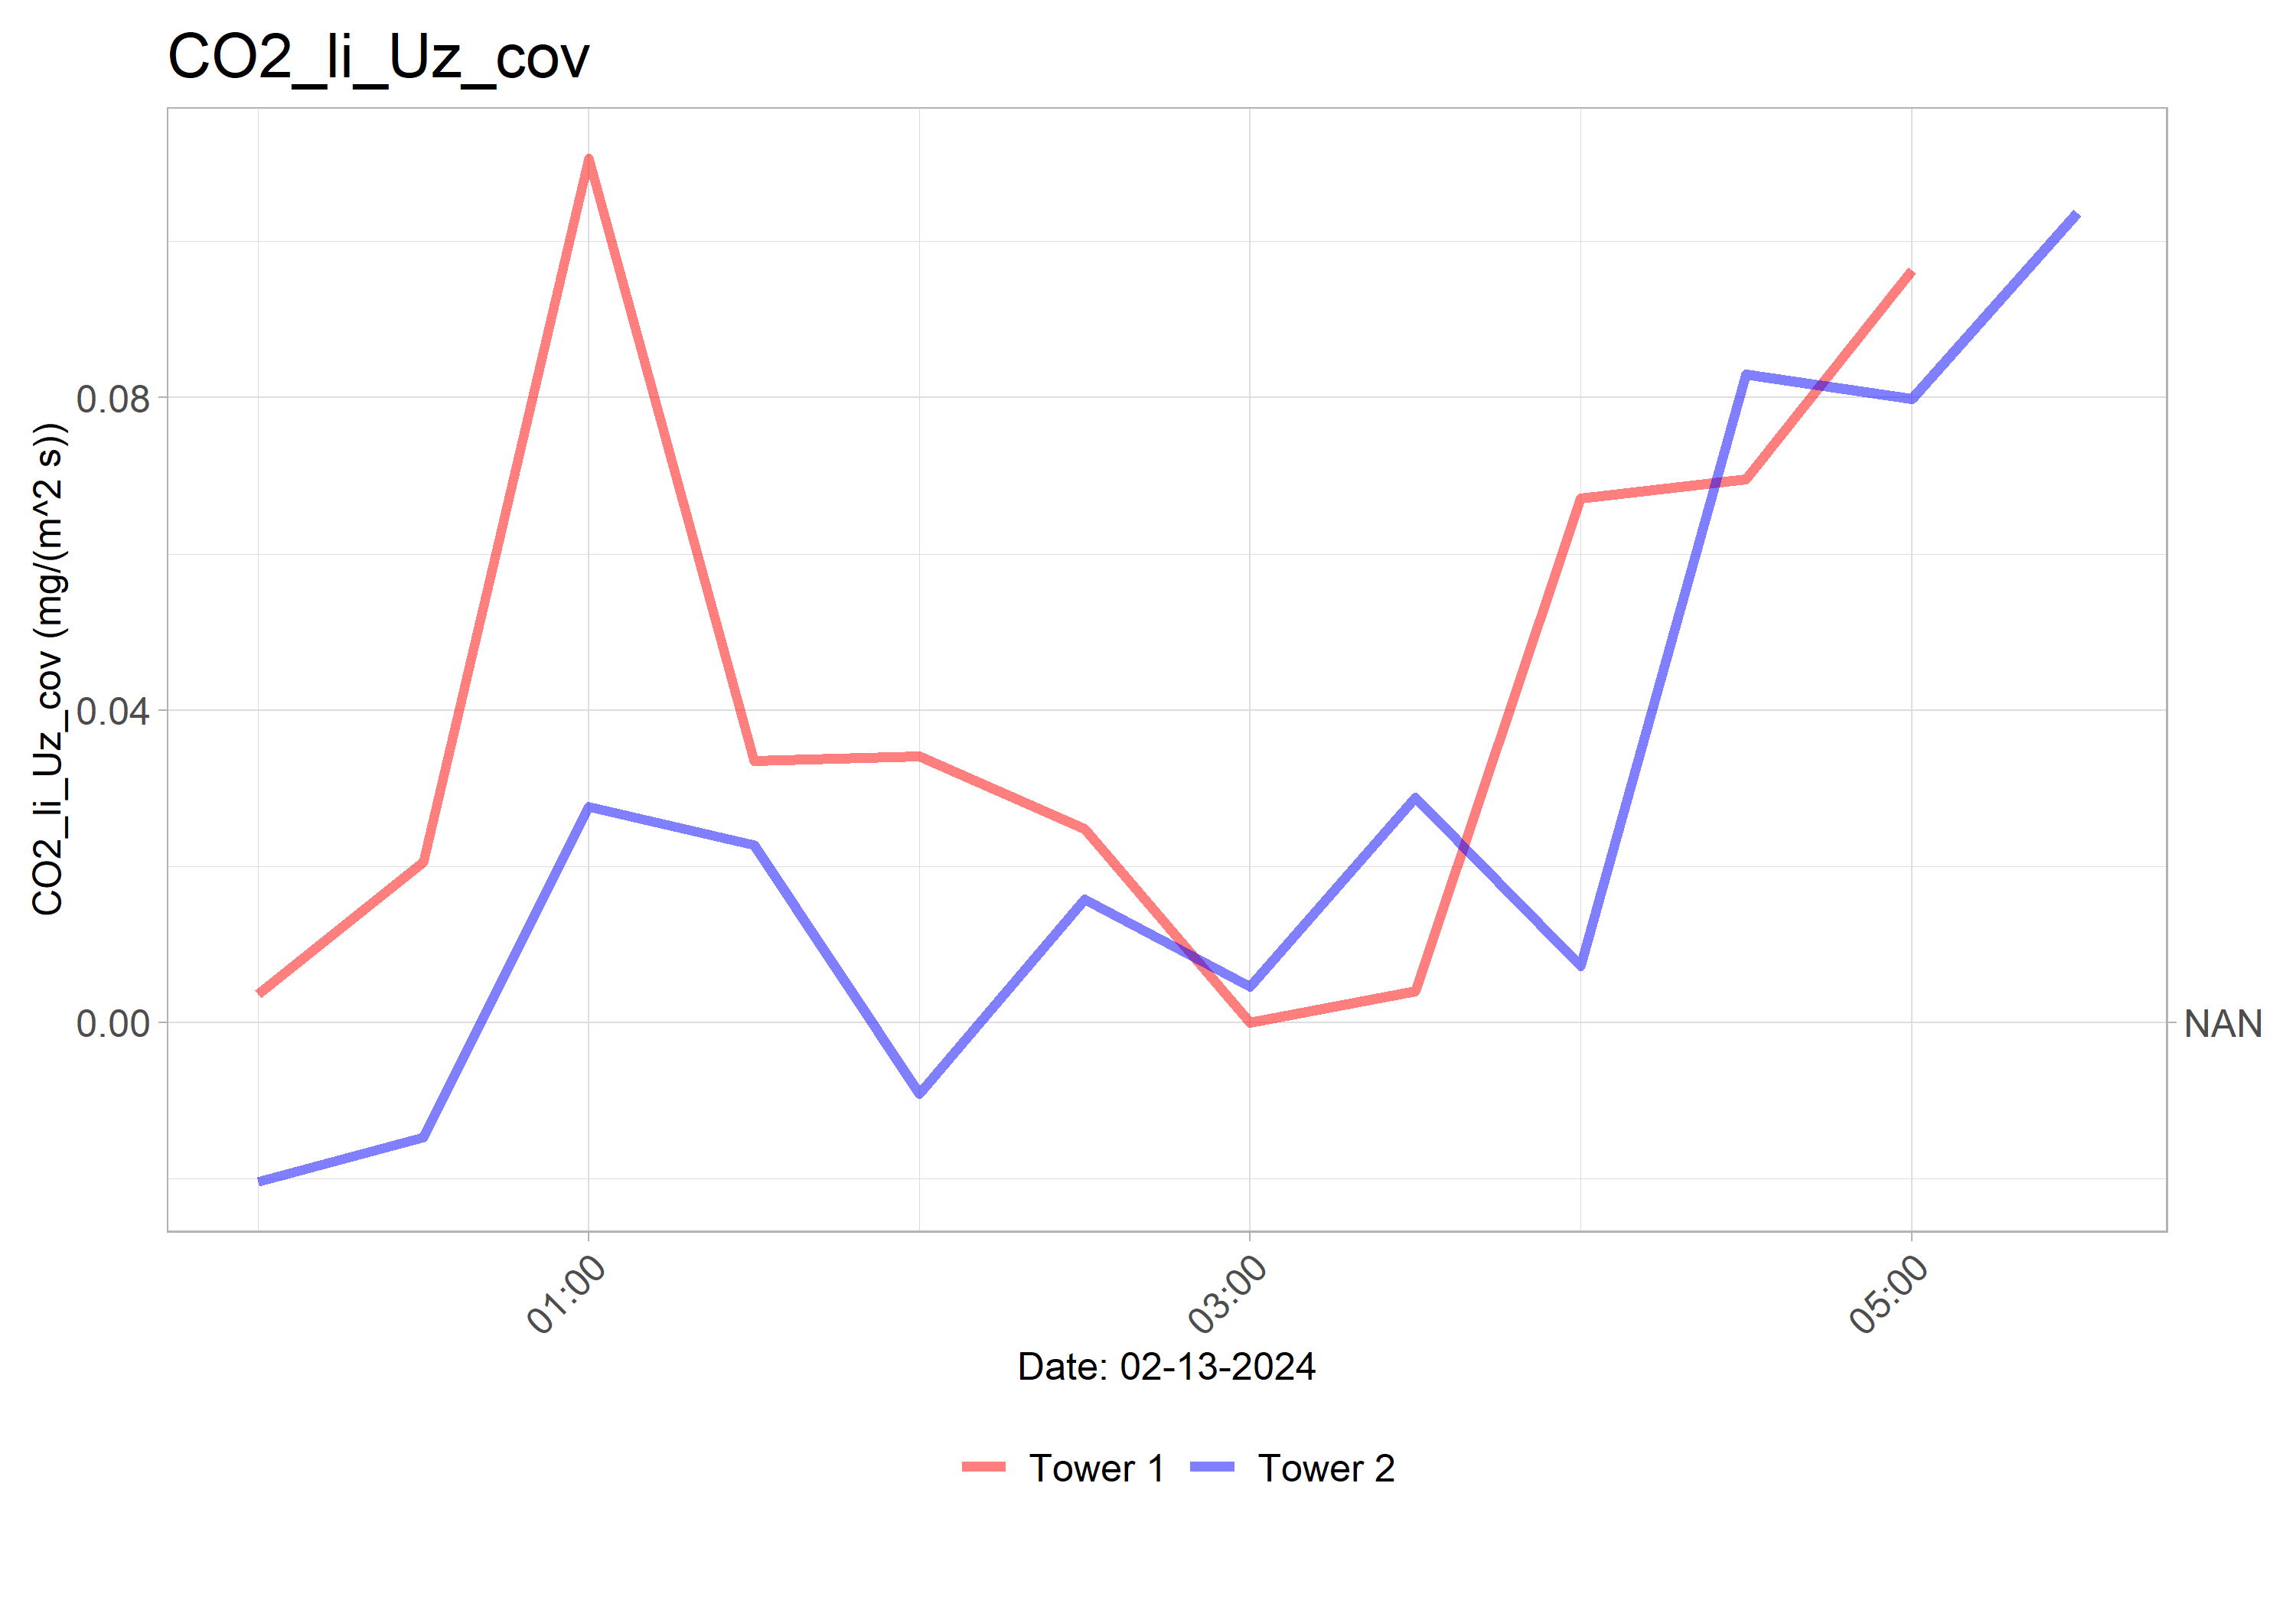 CO2_li_Uz_cov
CO2_li_Uz_cov (mg/(m^2 s))
0.08
0.04
0.00
NAN
01:00
03:00
05:00
Date: 02-13-2024
Tower 1
Tower 2